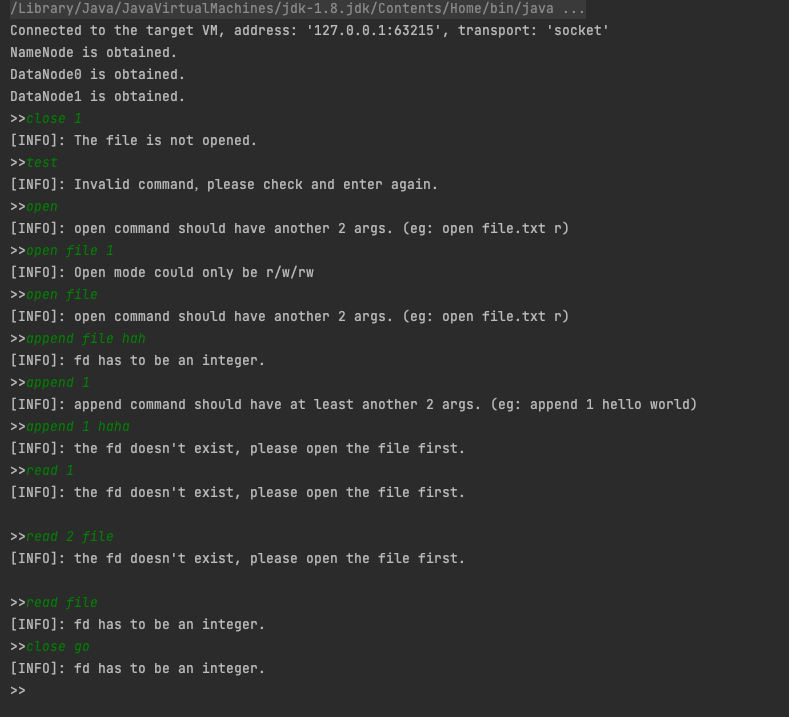 /Library/Java/JavaVirtualMachines/jdk-1.8.jdk/Contents/Home/bin/java ...
Connected to the target VM, address: '127.0.0.1:63215', transport: 'socket'
NameNode is obtained.
DataNode0 is obtained.
DataNode1 is obtained.
>>close 1
[INFO]: The file is not opened.
>>test
[INFO]: Invalid command, please check and enter again.
>>open
[INFO]: open command should have another 2 args. (eg: open file.txt r)
>>open file 1
[INFO]: Open mode could only be r/w/rw
>>open file
[INFO]: open command should have another 2 args. (eg: open file.txt r)
>>append file hah
[INFO]: fd has to be an integer.
>>append 1
[INFO]: append command should have at least another 2 args. (eg: append 1 hello world)
>>append 1 haha
[INFO]: the fd doesn't exist, please open the file first.
>>read 1
[INFO]: the fd doesn't exist, please open the file first.
>>read 2 file
[INFO]: the fd doesn't exist, please open the file first.
>>read file
[INFO]: fd has to be an integer.
>>close go
[INFO]: fd has to be an integer.
>>